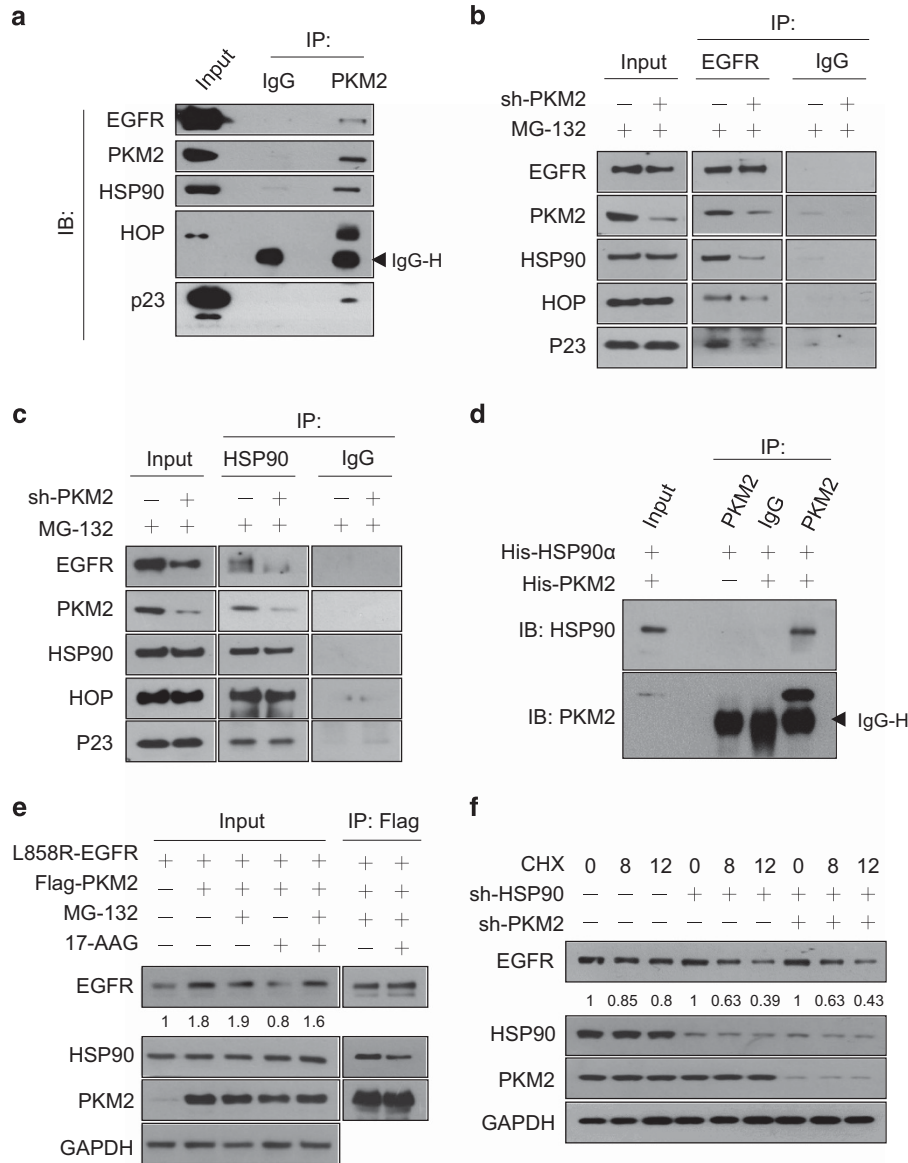 a
IP:
Input IgG PKM2
IB:
EGFR
PKM2
HSP90
HOP
IgG-H
p23
b
IP:
Input EGFR IgG
sh-PKM2 — + — + — +
MG-132 + + + + + +
EGFR
PKM2
HSP90
HOP
P23
c
IP:
Input HSP90 IgG
sh-PKM2 — + — + — +
MG-132 + + + + + +
EGFR
PKM2
HSP90
HOP
P23
d
IP:
Input PKM2 IgG PKM2
His-HSP90α + + + +
His-PKM2 + — + +
IB: HSP90
IB: PKM2
IgG-H
e
Input IP: Flag
L858R-EGFR + + + + + + +
Flag-PKM2 — + + + + + +
MG-132 — — + — + + +
17-AAG — — — + + — +
EGFR
1 1.8 1.9 0.8 1.6
HSP90
PKM2
GAPDH
f
CHX 0 8 12 0 8 12 0 8 12
sh-HSP90 — — — + + + + + +
sh-PKM2 — — — — — — + + +
EGFR
1 0.85 0.8 1 0.63 0.39 1 0.63 0.43
HSP90
PKM2
GAPDH